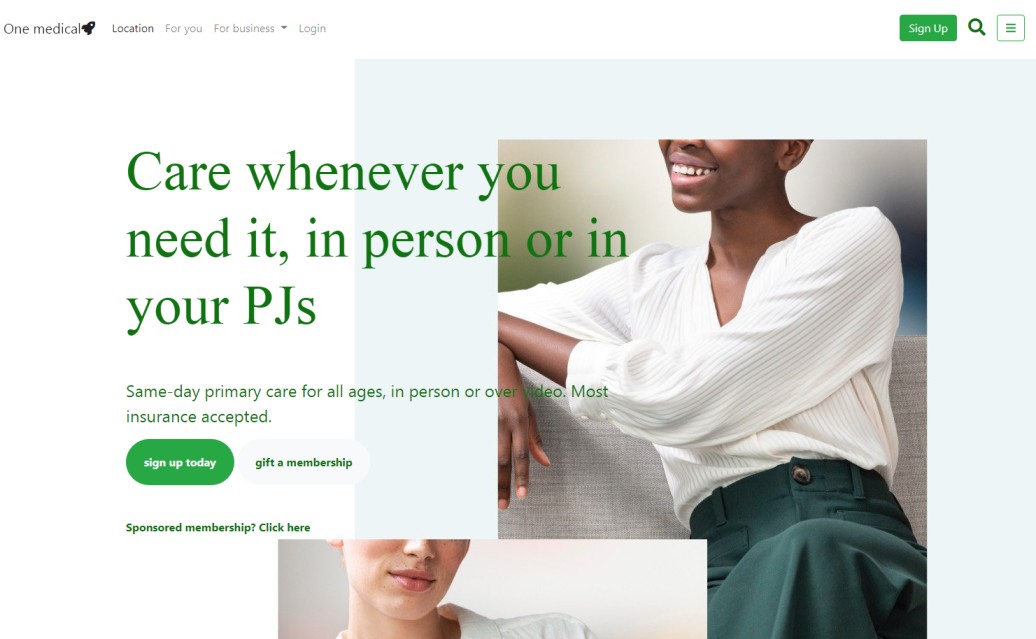 One medical
Location For you For business Login
Sign Up
Care whenever you
need it, in person or in
your PJs
Same-day primary care for all ages, in person or over video. Most
insurance accepted.
sign up today gift a membership
Sponsored membership? Click here